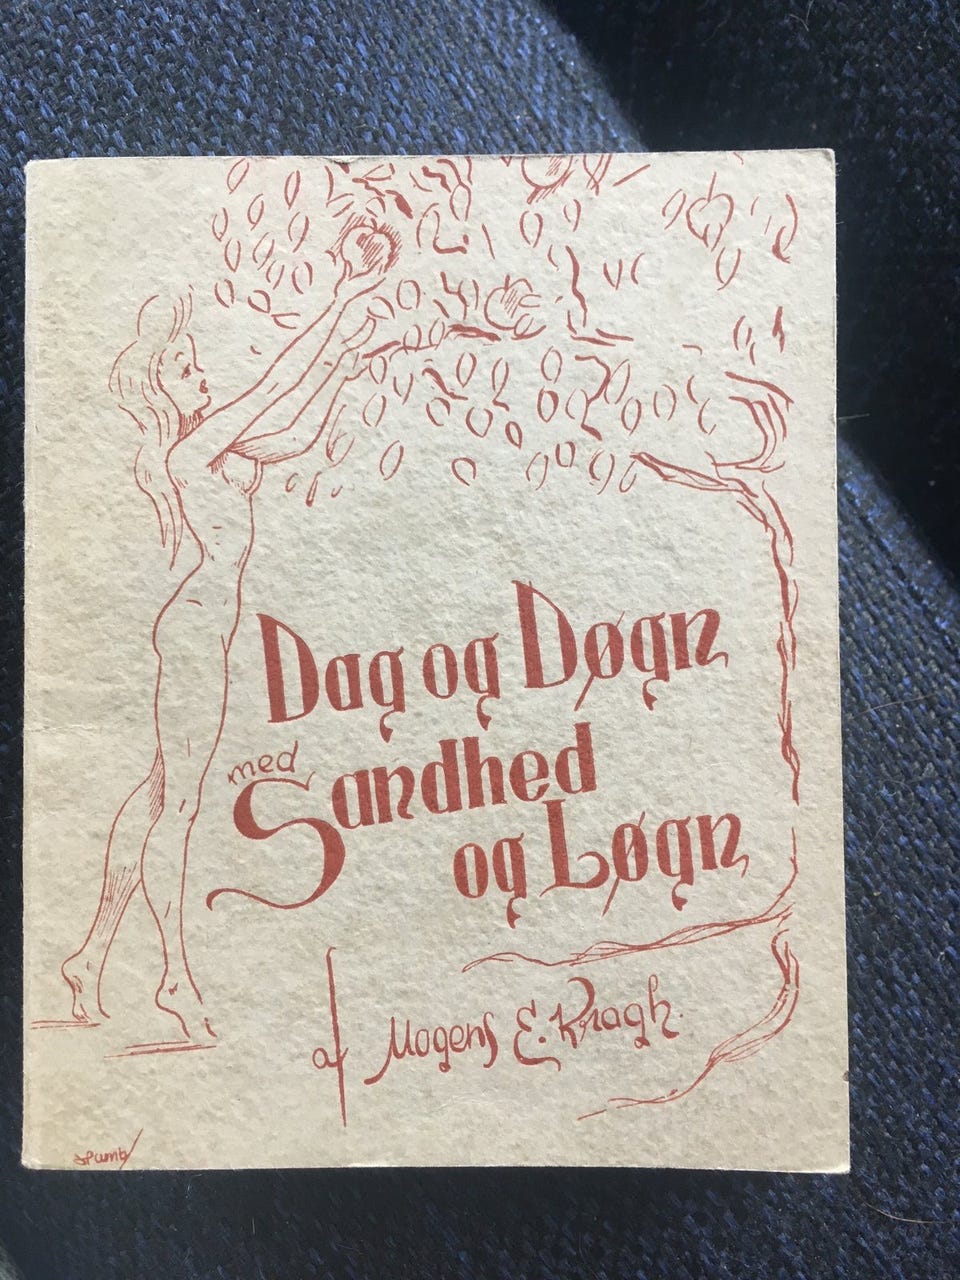 Dag og Døgn
med Sandhed
og Løgn
af Mogens E. Kragh.